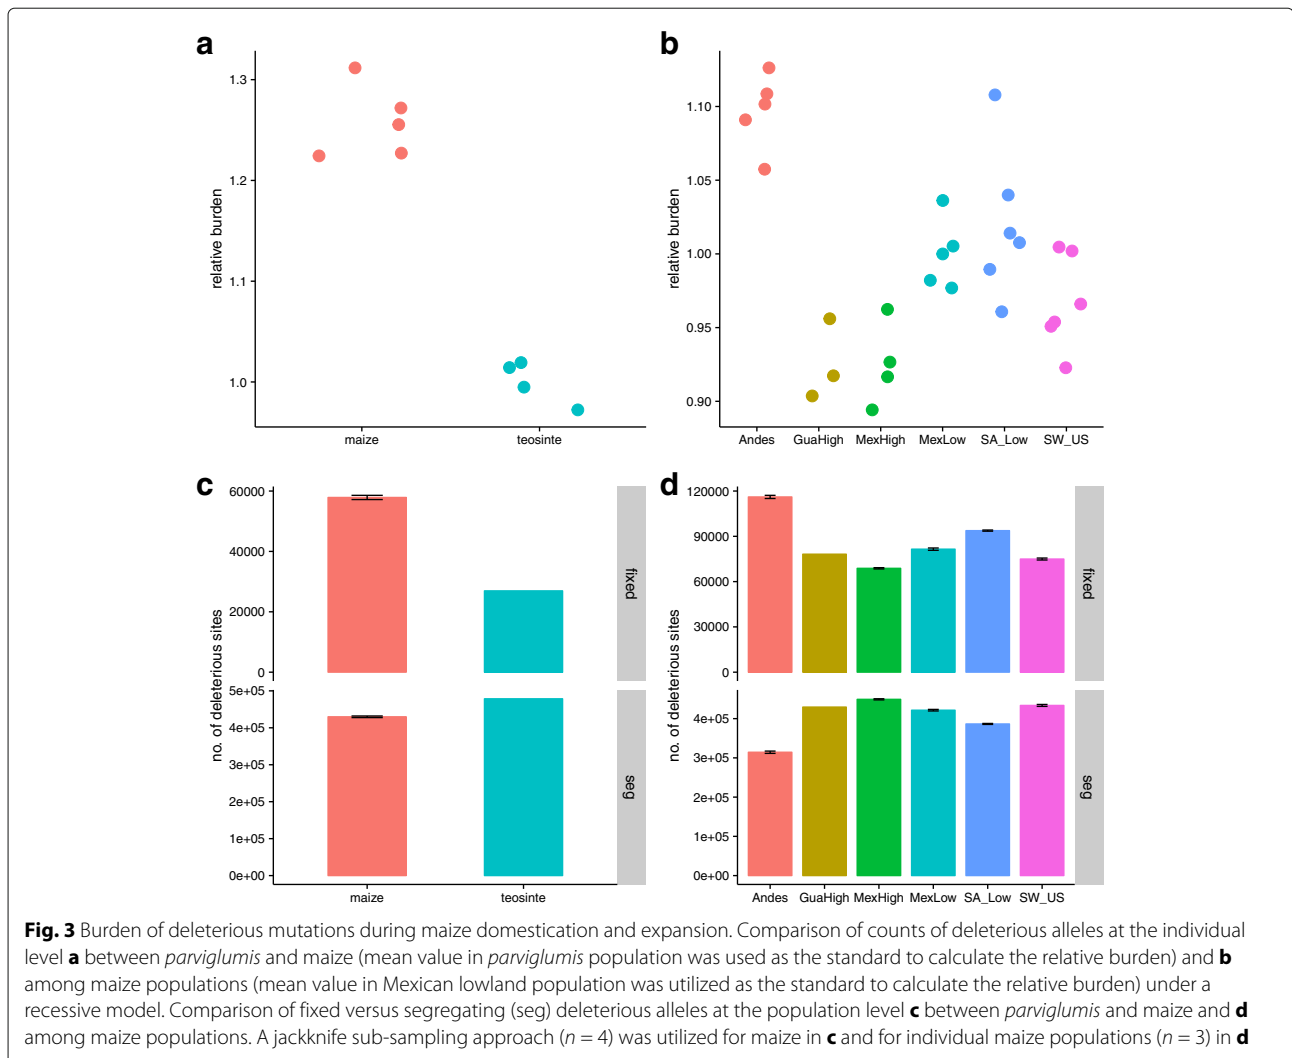 a
b
1.3
1.2
1.1
1.0
relative burden
maize
teosinte
1.10
1.05
1.00
0.95
0.90
relative burden
Andes GuaHigh MexHigh MexLow SA_Low SW_US
c
d
60000
40000
20000
0
fixed
5e+05
4e+05
3e+05
2e+05
1e+05
0e+00
seg
no. of deleterious sites
maize
teosinte
120000
90000
60000
30000
0
fixed
4e+05
3e+05
2e+05
1e+05
0e+00
seg
no. of deleterious sites
Andes GuaHigh MexHigh MexLow SA_Low SW_US
Fig. 3 Burden of deleterious mutations during maize domestication and expansion. Comparison of counts of deleterious alleles at the individual
level a between parviglumis and maize (mean value in parviglumis population was used as the standard to calculate the relative burden) and b
among maize populations (mean value in Mexican lowland population was utilized as the standard to calculate the relative burden) under a
recessive model. Comparison of fixed versus segregating (seg) deleterious alleles at the population level c between parviglumis and maize and d
among maize populations. A jackknife sub-sampling approach (n = 4) was utilized for maize in c and for individual maize populations (n = 3) in d